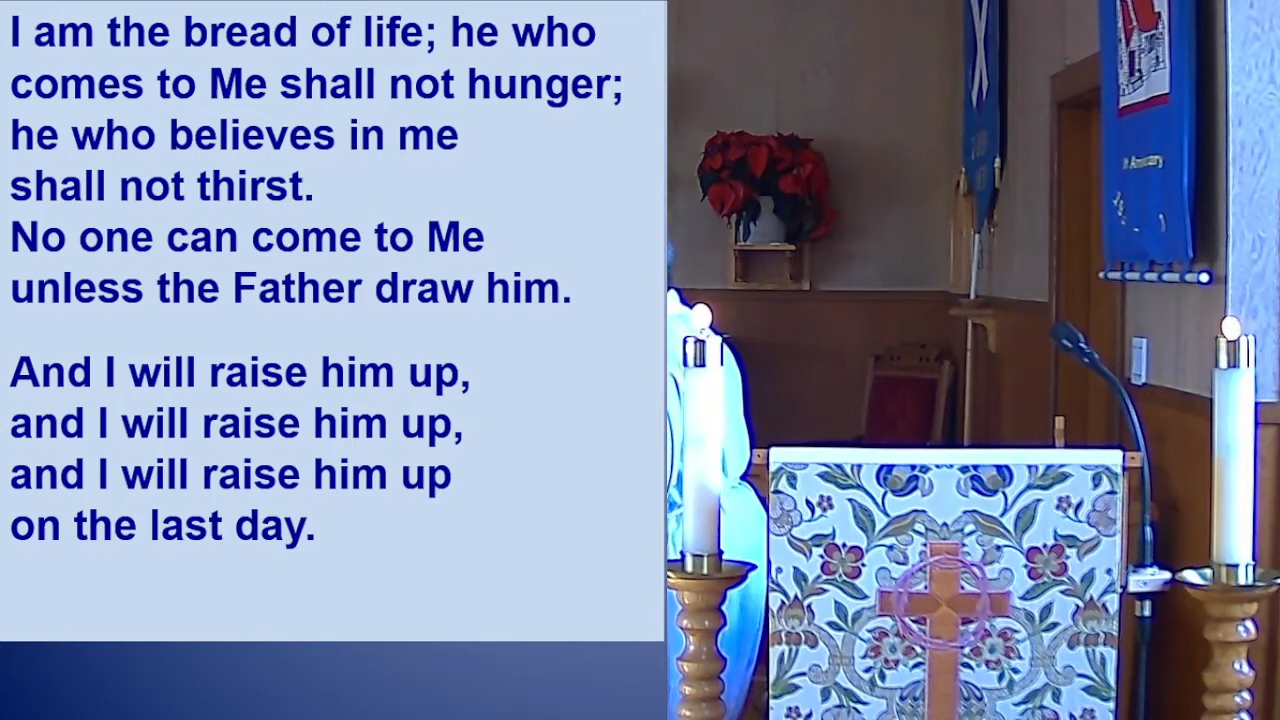 I am the bread of life; he who
comes to Me shall not hunger;
he who believes in me
shall not thirst.
No one can come to Me
unless the Father draw him.
And I will raise him up,
and I will raise him up,
and I will raise him up
on the last day.